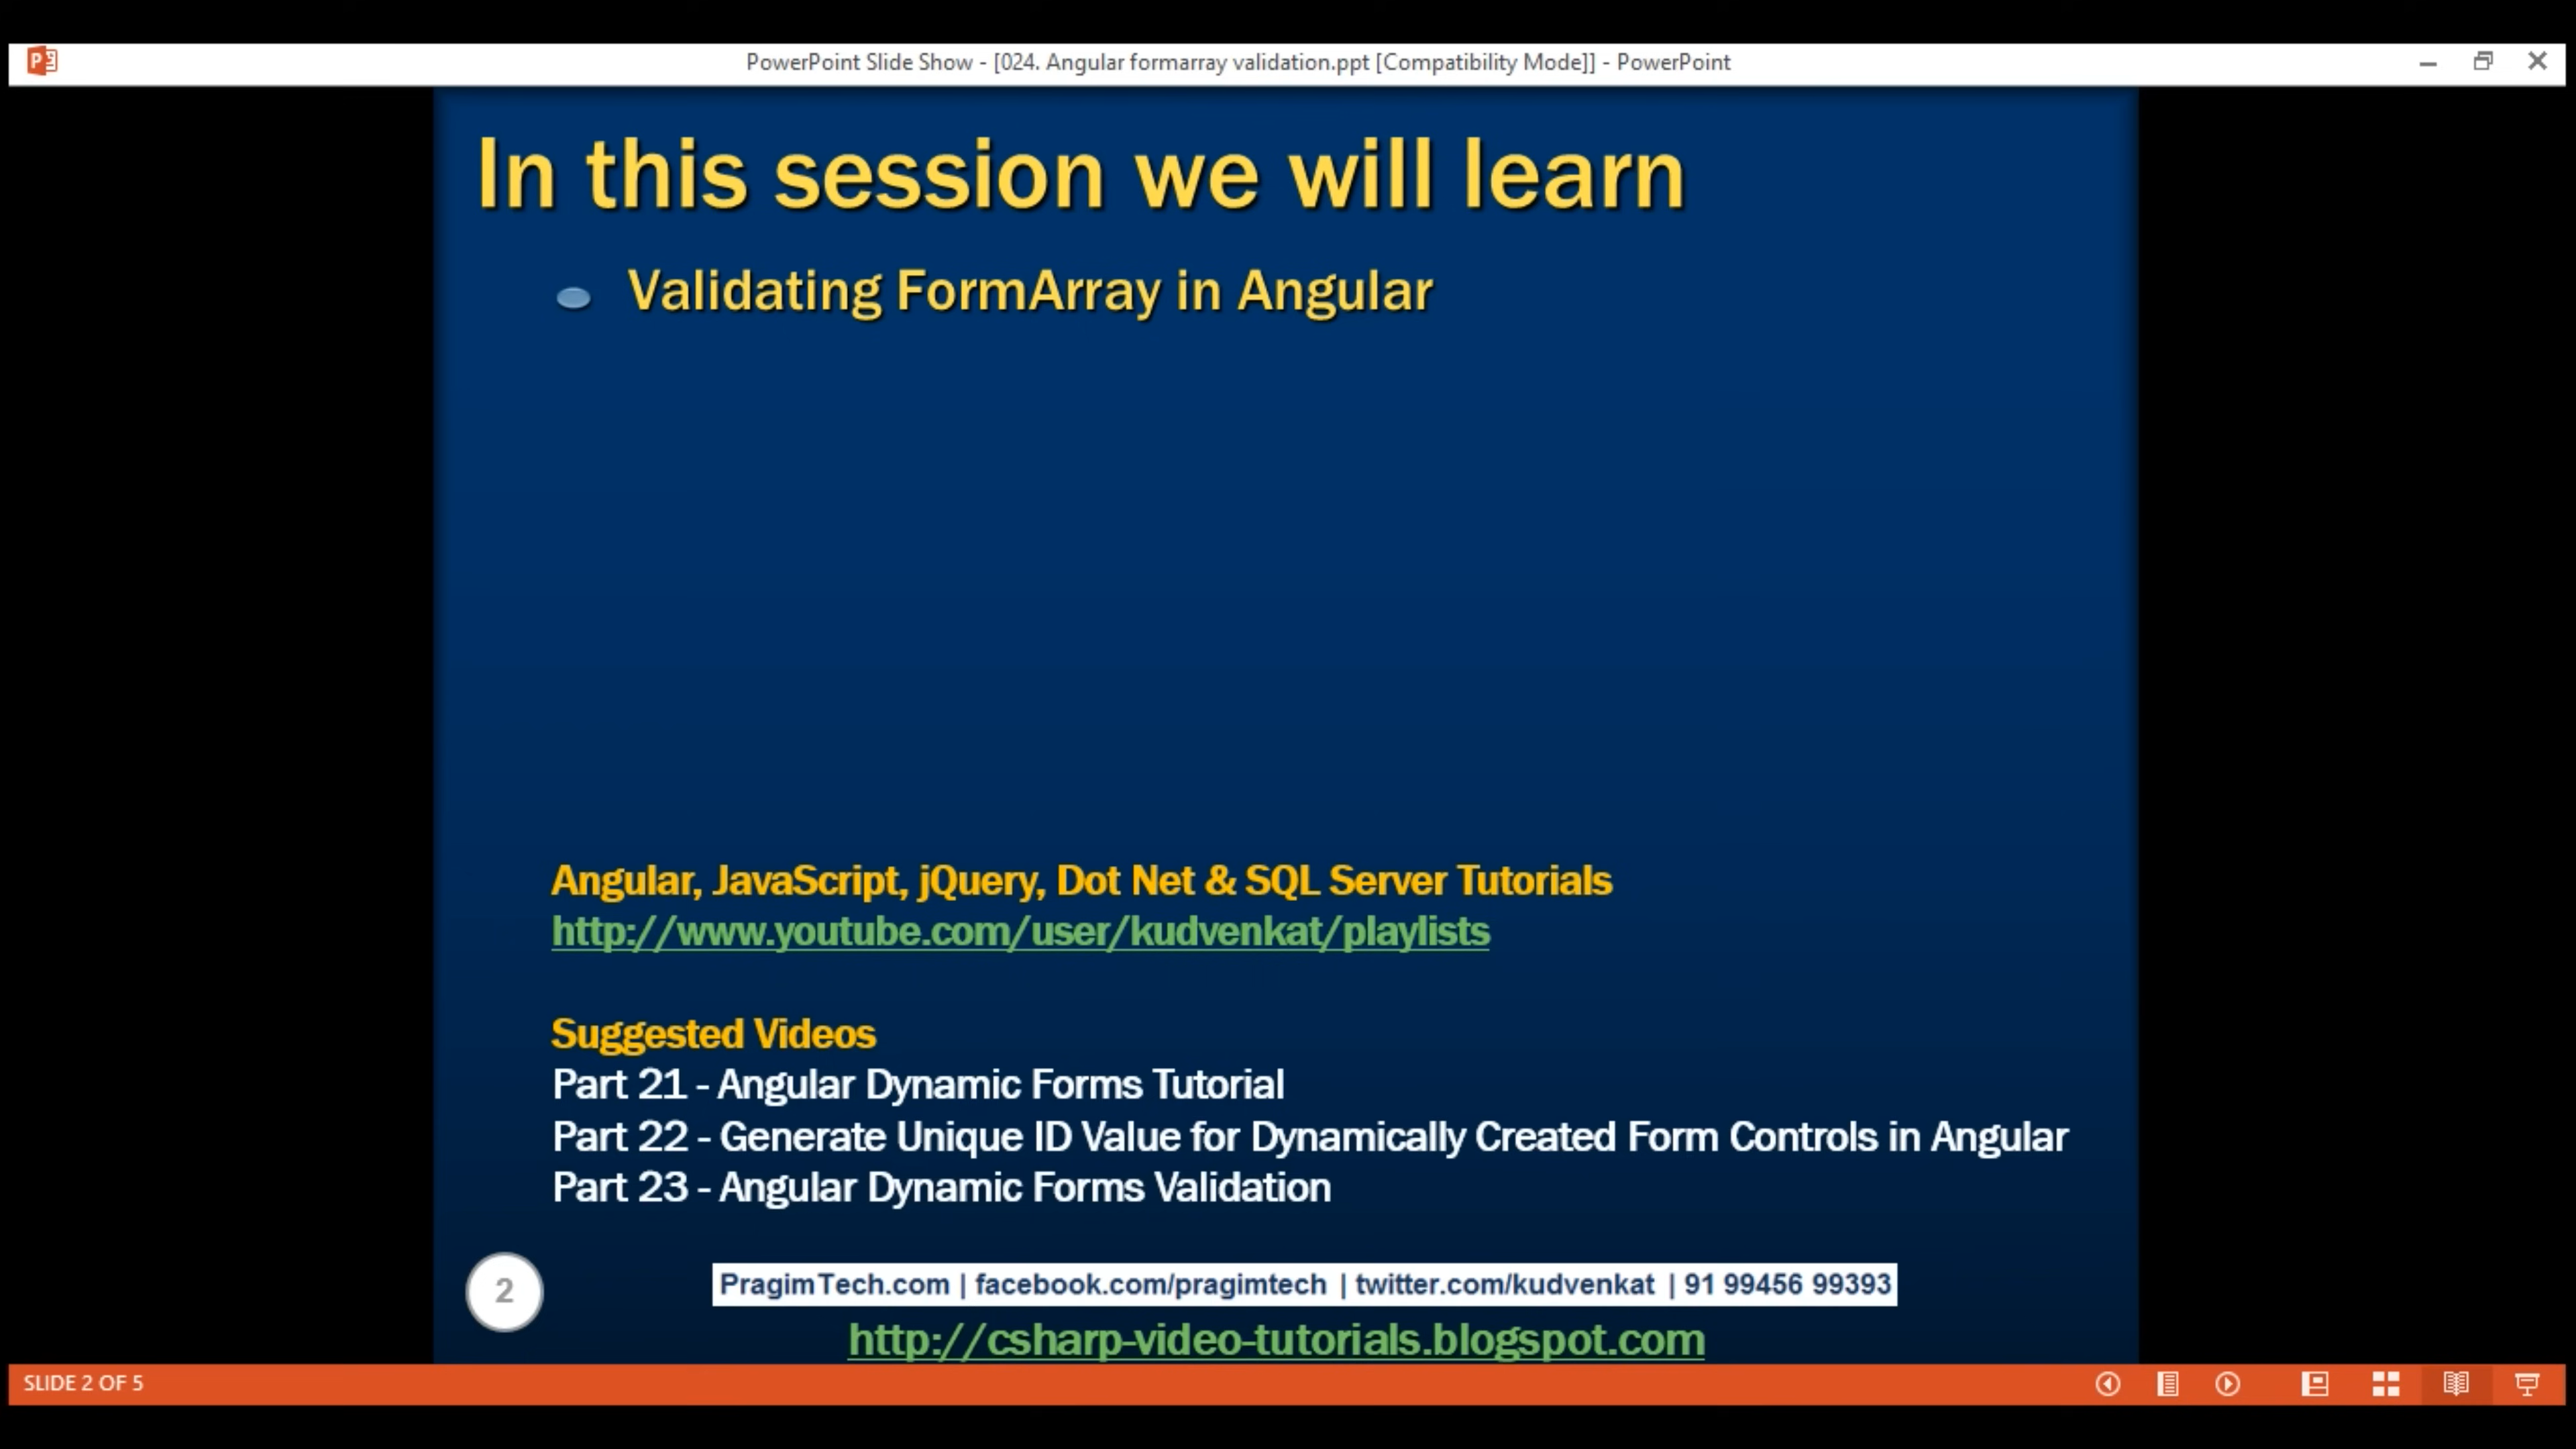 PowerPoint Slide Show - [024. Angular formarray validation.ppt [Compatibility Mode]] - PowerPoint
In this session we will learn
Validating FormArray in Angular
Angular, JavaScript, jQuery, Dot Net & SQL Server Tutorials
http://www.youtube.com/user/kudvenkat/playlists
Suggested Videos
Part 21 - Angular Dynamic Forms Tutorial
Part 22 - Generate Unique ID Value for Dynamically Created Form Controls in Angular
Part 23 - Angular Dynamic Forms Validation
2
PragimTech.com | facebook.com/pragimtech | twitter.com/kudvenkat | 91 99456 99393
http://csharp-video-tutorials.blogspot.com
SLIDE 2 OF 5